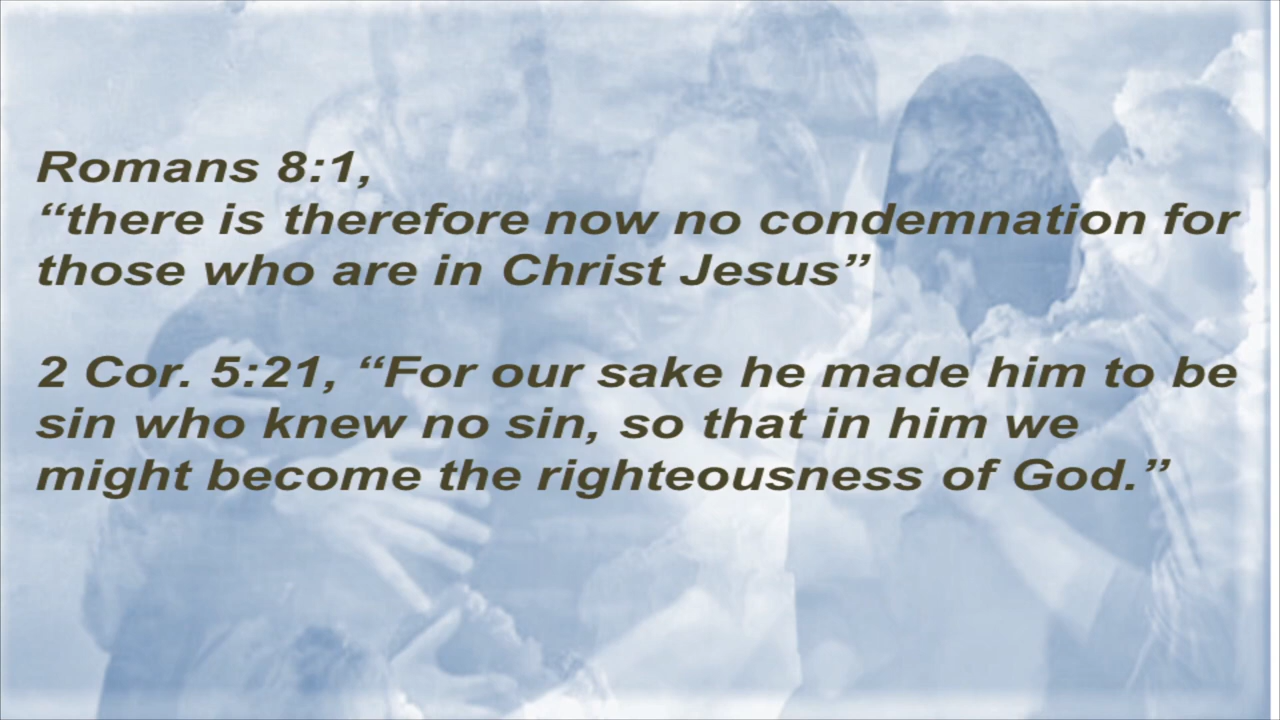 Romans 8:1,
“there is therefore now no condemnation for
those who are in Christ Jesus”
2 Cor. 5:21, “For our sake he made him to be
sin who knew no sin, so that in him we
might become the righteousness of God.”